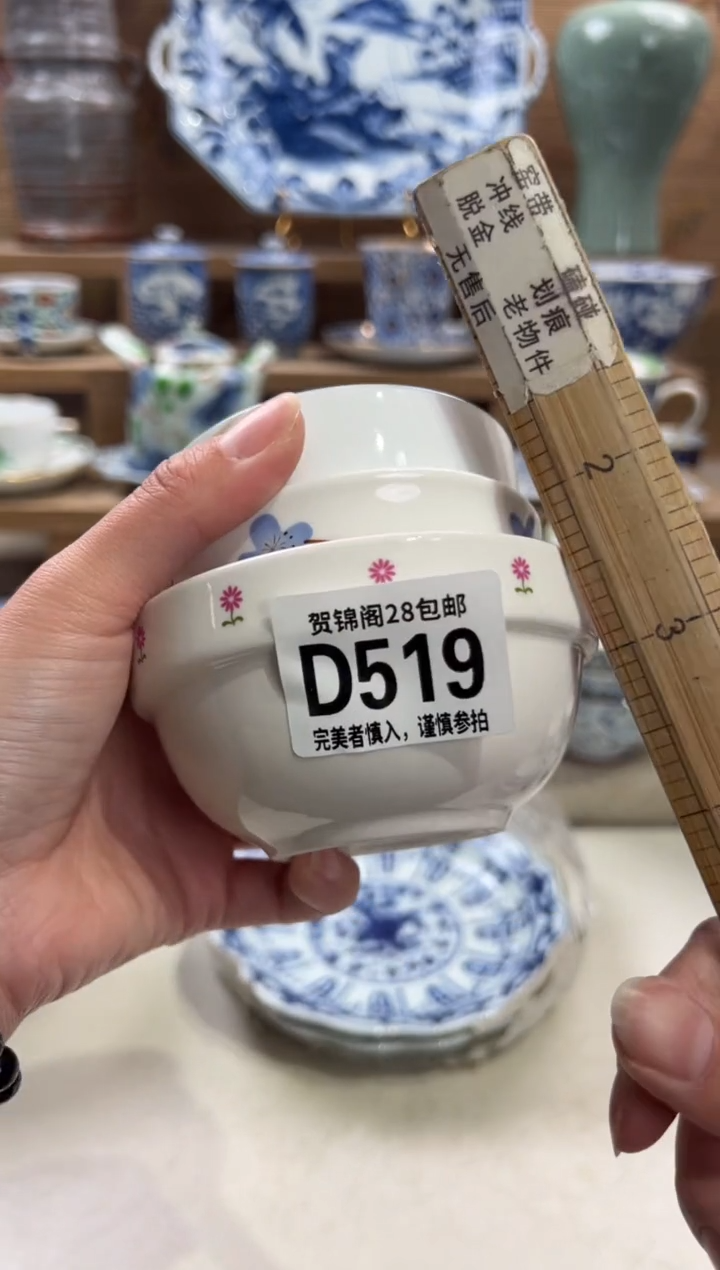 贺锦阁28包邮
D519
完美者慎入，谨慎参拍
窑带 磕碰
冲线 划痕
脱金 老物件
无售后
2
3